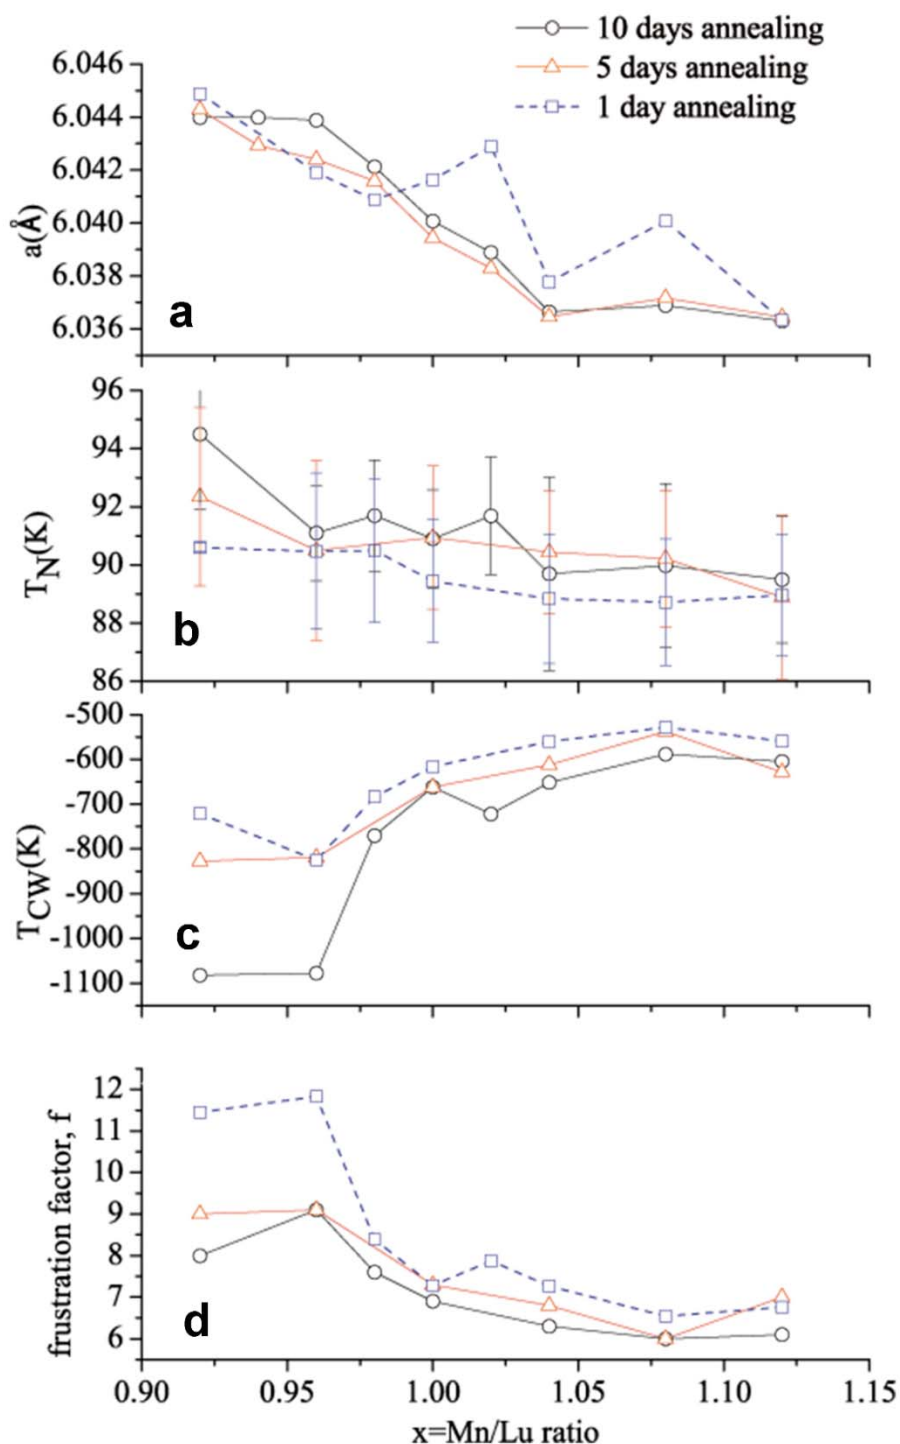 10 days annealing
5 days annealing
1 day annealing
6.046
6.044
6.042
6.040
6.038
6.036
a(Å)
a
96
94
92
90
88
86
TN(K)
b
-500
-600
-700
-800
-900
-1000
-1100
TCW(K)
c
12
11
10
9
8
7
6
frustration factor, f
d
0.90 0.95 1.00 1.05 1.10 1.15
x=Mn/Lu ratio